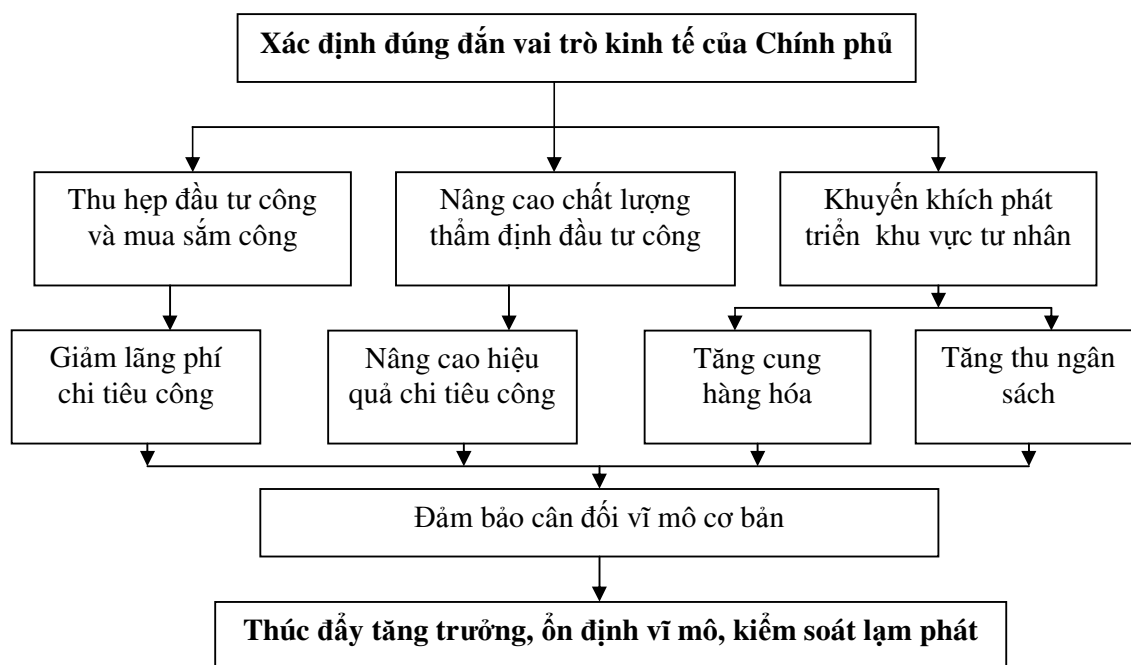 Xác định đúng đắn vai trò kinh tế của Chính phủ
Thu hẹp đầu tư công
và mua sắm công
Nâng cao chất lượng
thẩm định đầu tư công
Khuyến khích phát
triển khu vực tư nhân
Giảm lãng phí
chi tiêu công
Nâng cao hiệu
quả chi tiêu công
Tăng cung
hàng hóa
Tăng thu ngân
sách
Đảm bảo cân đối vĩ mô cơ bản
Thúc đẩy tăng trưởng, ổn định vĩ mô, kiểm soát lạm phát